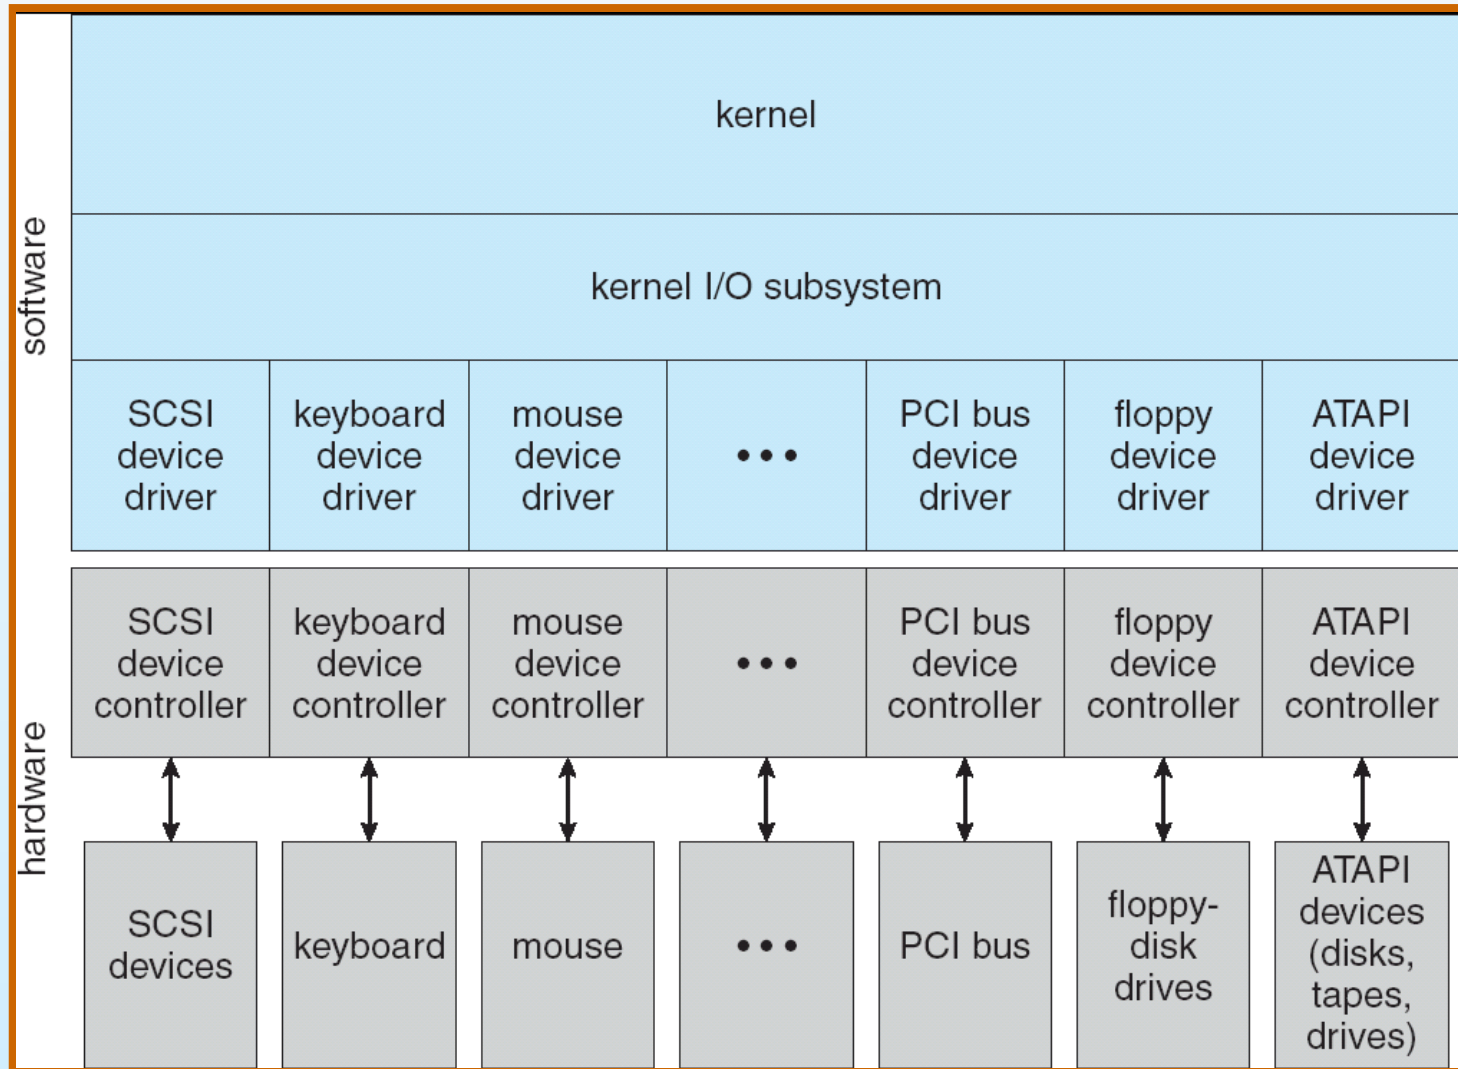 software
kernel
kernel I/O subsystem
SCSI
device
driver
keyboard
device
driver
mouse
device
driver
•••
PCI bus
device
driver
floppy
device
driver
ATAPI
device
driver
hardware
SCSI
device
controller
keyboard
device
controller
mouse
device
controller
•••
PCI bus
device
controller
floppy
device
controller
ATAPI
device
controller
SCSI
devices
keyboard
mouse
•••
PCI bus
floppy-
disk
drives
ATAPI
devices
(disks,
tapes,
drives)